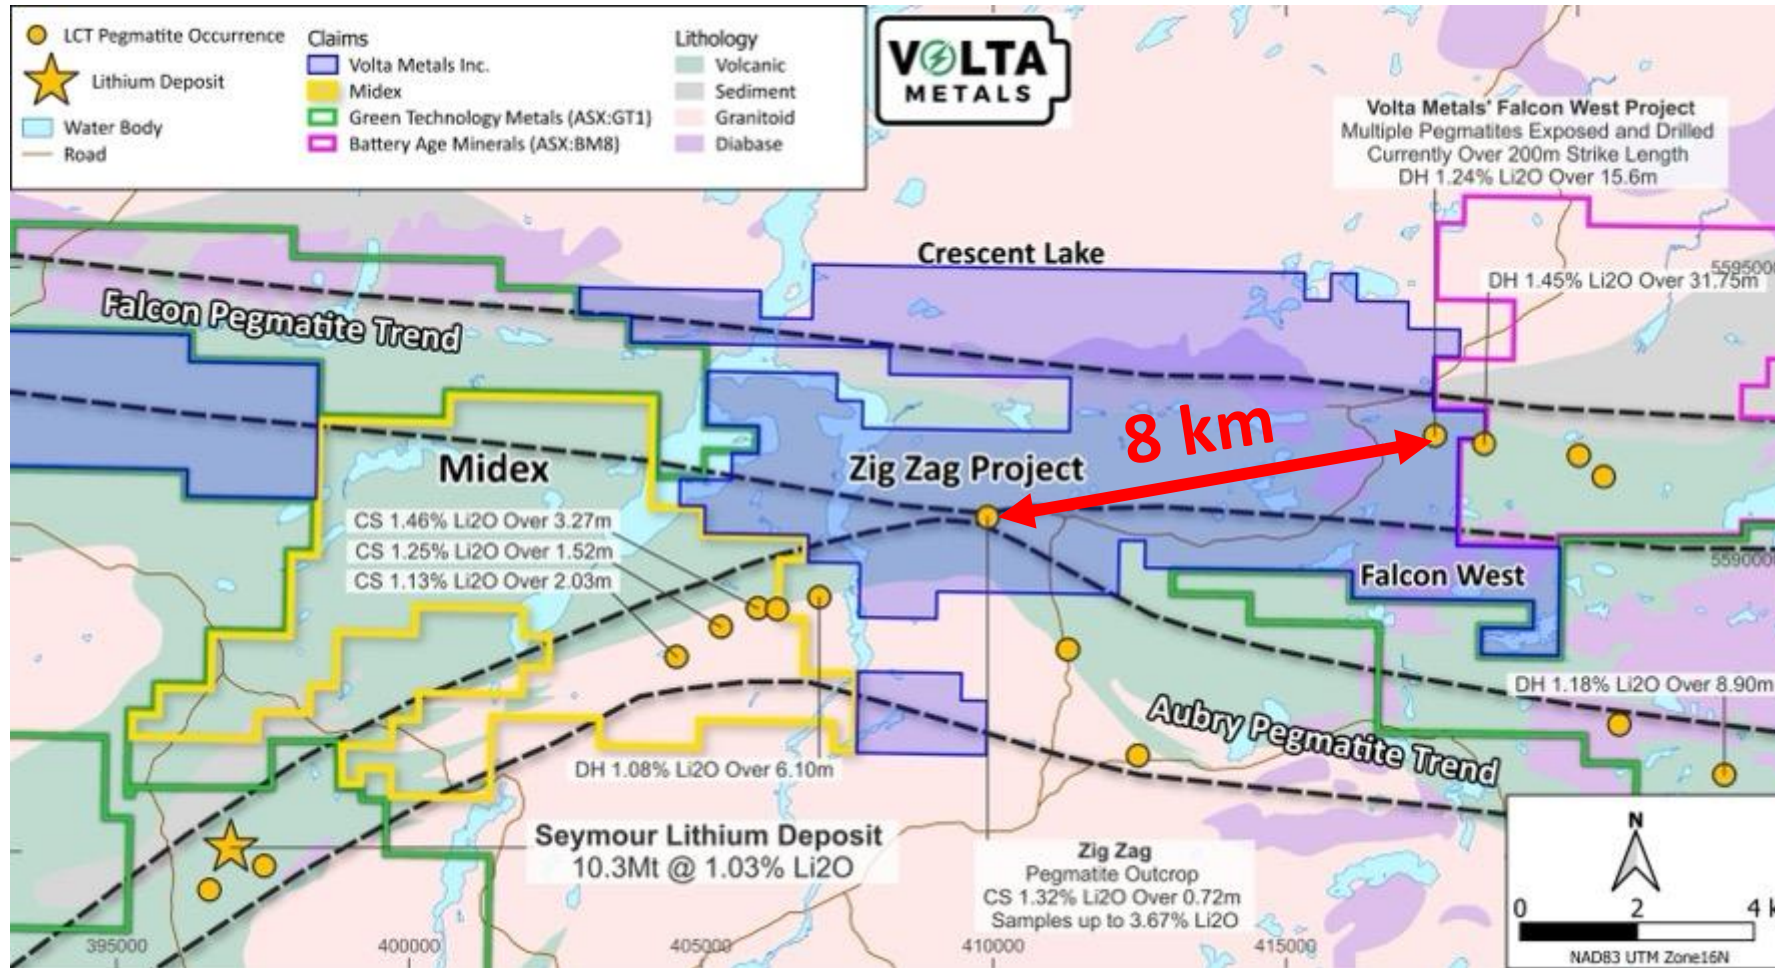 LCT Pegmatite Occurrence
Lithium Deposit
Water Body
Road
Claims
Volta Metals Inc.
Midex
Green Technology Metals (ASX:GT1)
Battery Age Minerals (ASX:BM8)
Lithology
Volcanic
Sediment
Granitoid
Diabase
VOLTA
METALS
Volta Metals' Falcon West Project
Multiple Pegmatites Exposed and Drilled
Currently Over 200m Strike Length
DH 1.24% Li2O Over 15.6m
Crescent Lake
5595000
DH 1.45% Li2O Over 31.75m
Falcon Pegmatite Trend
8 km
Midex
Zig Zag Project
CS 1.46% Li2O Over 3.27m
CS 1.25% Li2O Over 1.52m
CS 1.13% Li2O Over 2.03m
5590000
Falcon West
DH 1.18% Li2O Over 8.90m
Aubry Pegmatite Trend
DH 1.08% Li2O Over 6.10m
Seymour Lithium Deposit
10.3Mt @ 1.03% Li2O
Zig Zag
Pegmatite Outcrop
CS 1.32% Li2O Over 0.72m
Samples up to 3.67% Li2O
N
0 2 4 k
NAD83 UTM Zone16N
395000 400000 405000 410000 415000